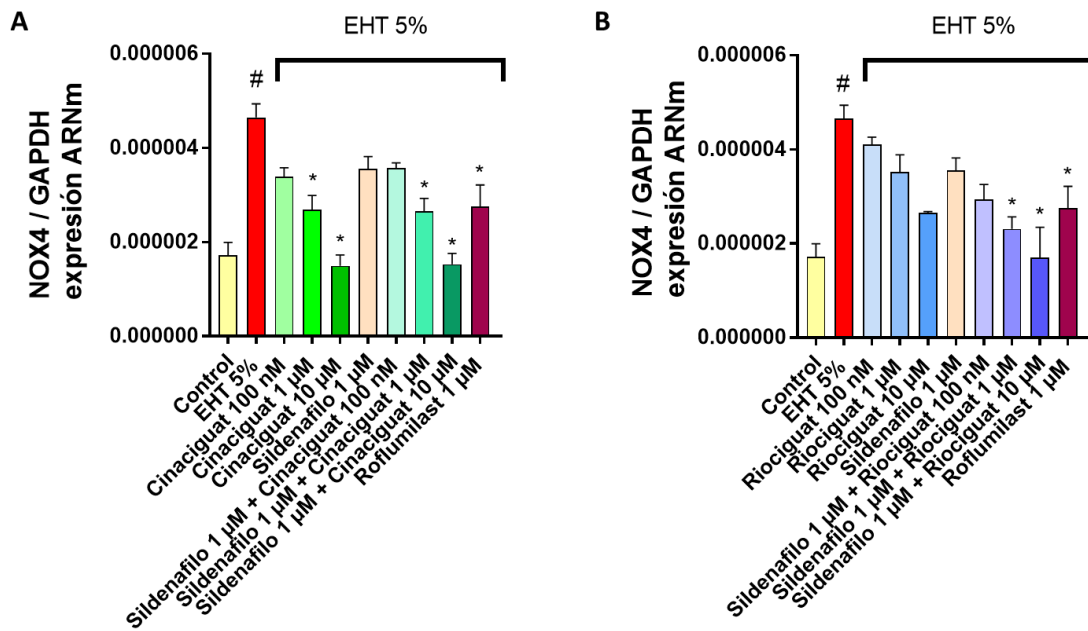 A
EHT 5%
NOX4 / GAPDH
expresión ARNm
0.000006
0.000004
0.000002
0.000000
#
*
*
*
*
*
Control
EHT 5%
Cinaciguat 100 nM
Cinaciguat 1 µM
Cinaciguat 10 µM
Sildenafilo 1 µM
Sildenafilo 1 µM + Cinaciguat 100 nM
Sildenafilo 1 µM + Cinaciguat 1 µM
Sildenafilo 1 µM + Cinaciguat 10 µM
Roflumilast 1 µM
B
EHT 5%
NOX4 / GAPDH
expresión ARNm
0.000006
0.000004
0.000002
0.000000
#
*
*
*
Control
EHT 5%
Riociguat 100 nM
Riociguat 1 µM
Riociguat 10 µM
Sildenafilo 1 µM
Sildenafilo 1 µM + Riociguat 100 nM
Sildenafilo 1 µM + Riociguat 1 µM
Sildenafilo 1 µM + Riociguat 10 µM
Roflumilast 1 µM